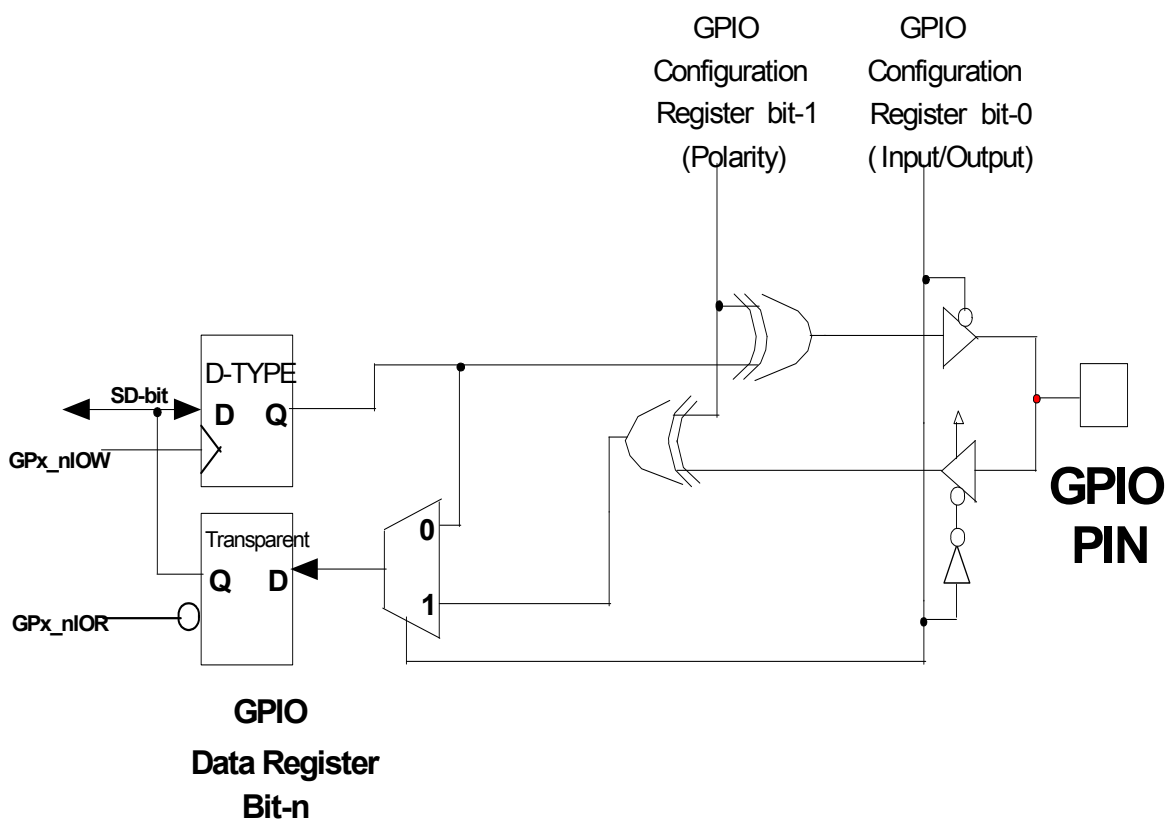 GPIO
Configuration
Register bit-1
(Polarity)
GPIO
Configuration
Register bit-0
( Input/Output)
D-TYPE
SD-bit
D Q
GPx_nIOW
GPIO
PIN
0
Transparent
Q D
1
GPx_nIOR
GPIO
Data Register
Bit-n